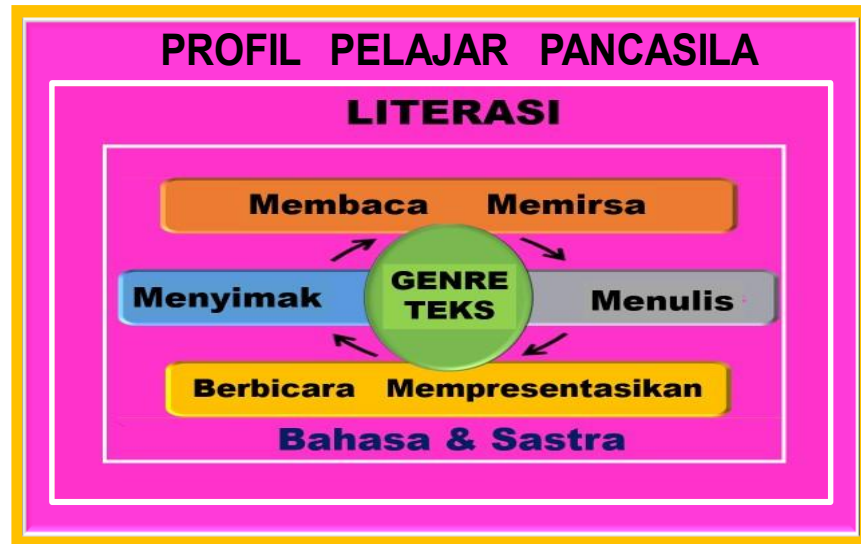 PROFIL PELAJAR PANCASILA
LITERASI
Membaca Memirsa
Menyimak
GENRE
TEKS
Menulis
Berbicara Mempresentasikan
Bahasa & Sastra